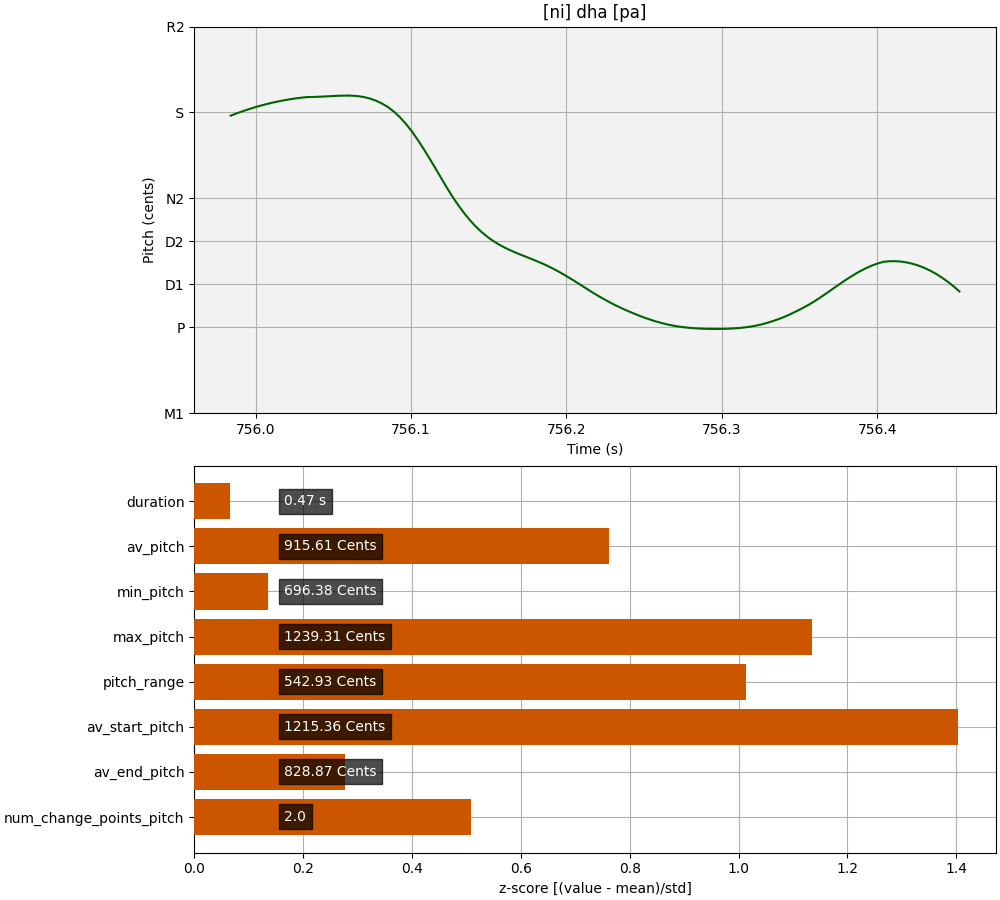 [ni] dha [pa]
R2
S
N2
D2
D1
P
M1
Pitch (cents)
756.0 756.1 756.2 756.3 756.4
Time (s)
duration 0.47 s
av_pitch 915.61 Cents
min_pitch 696.38 Cents
max_pitch 1239.31 Cents
pitch_range 542.93 Cents
av_start_pitch 1215.36 Cents
av_end_pitch 828.87 Cents
num_change_points_pitch 2.0
0.0 0.2 0.4 0.6 0.8 1.0 1.2 1.4
z-score [(value - mean)/std]